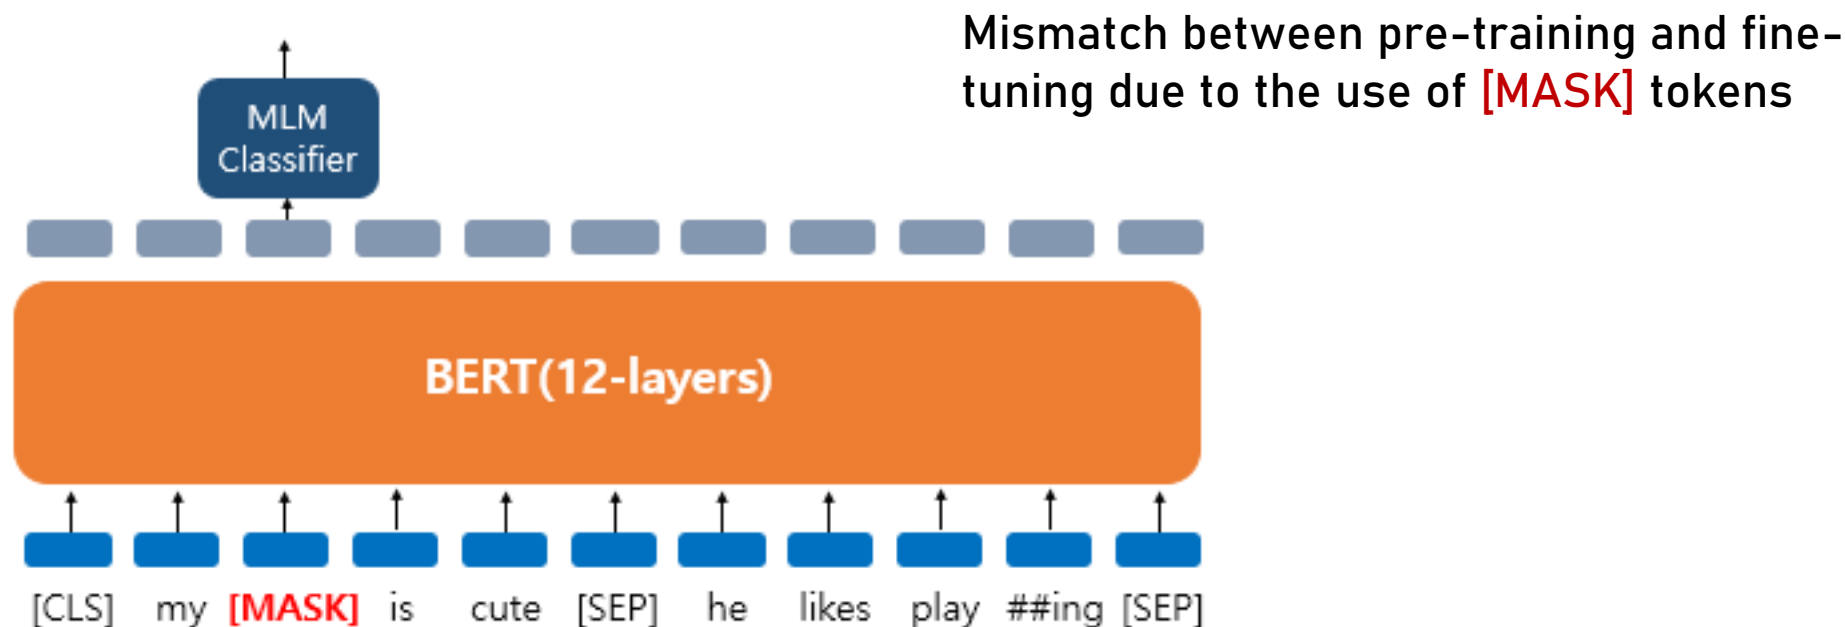 Mismatch between pre-training and fine-
tuning due to the use of [MASK] tokens
MLM
Classifier
BERT(12-layers)
[CLS] my [MASK] is cute [SEP] he likes play ##ing [SEP]